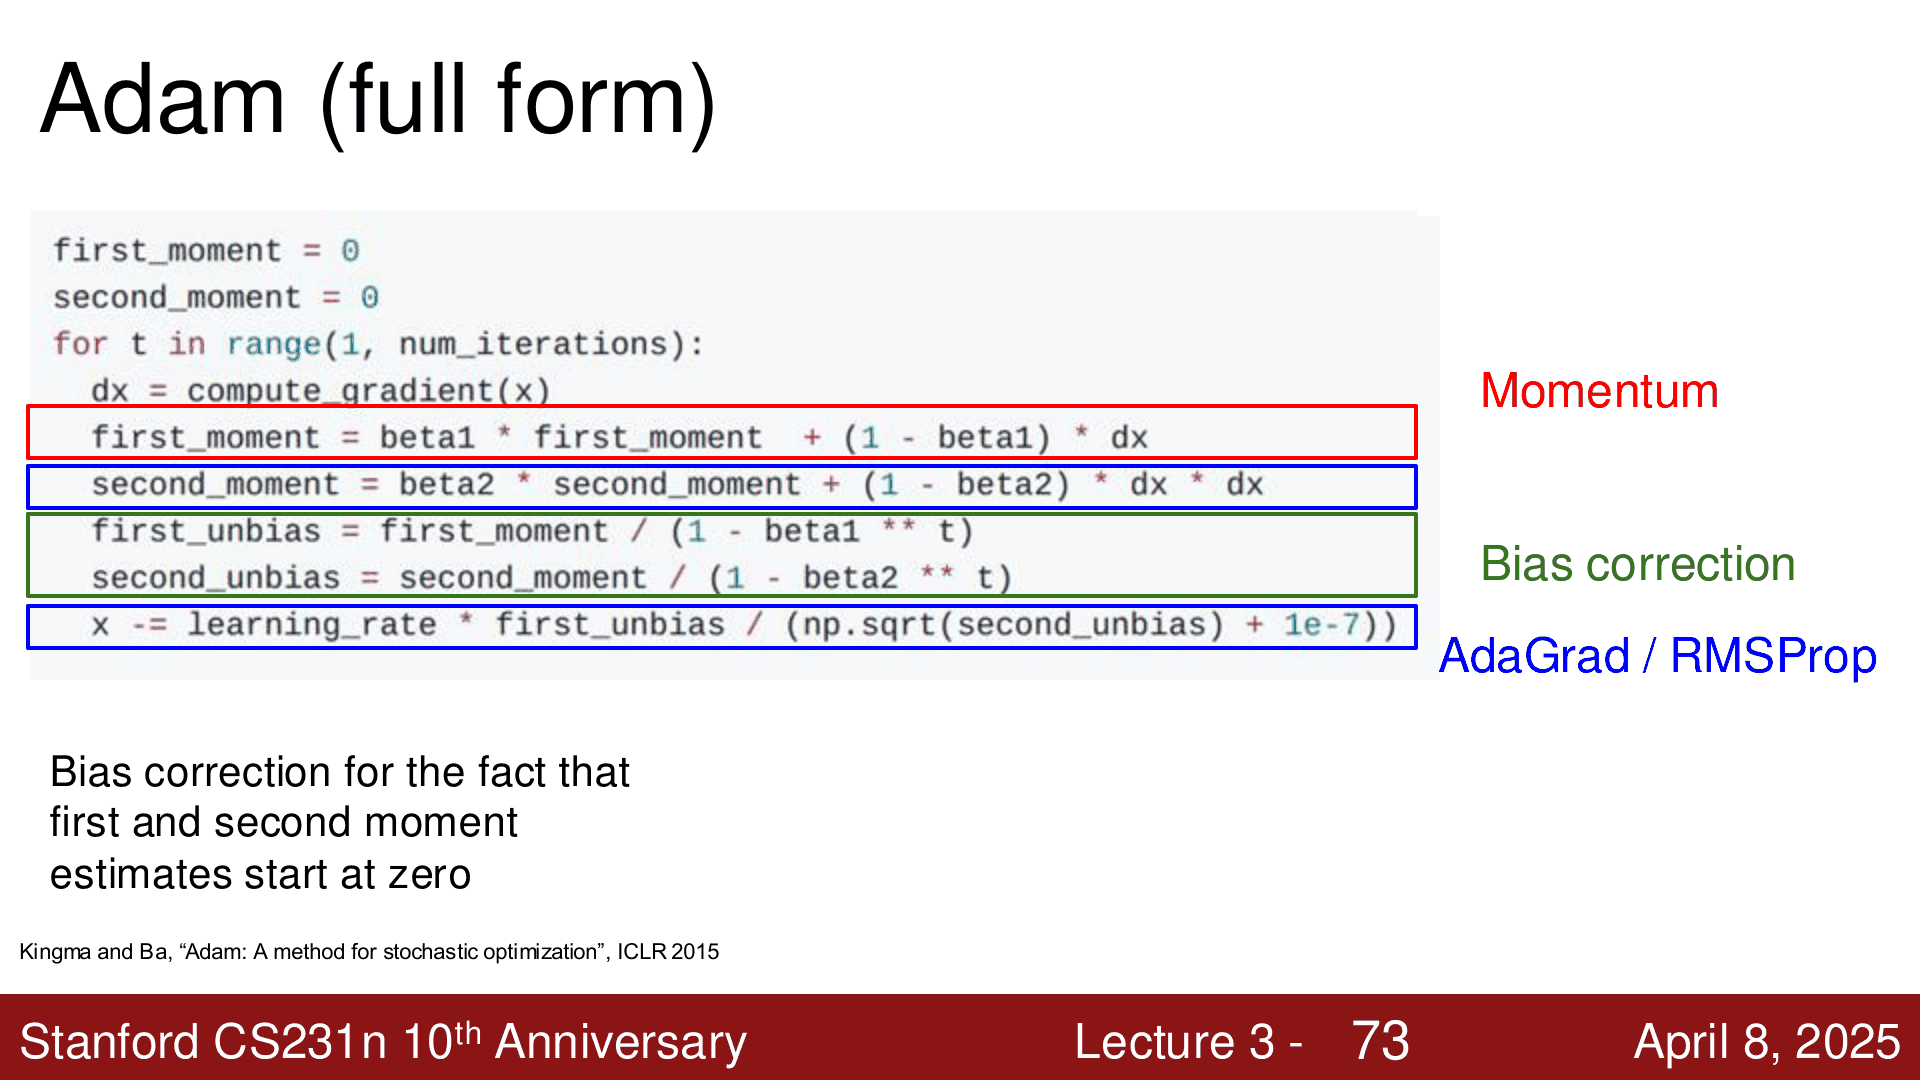 Adam (full form)
first_moment = 0
second_moment = 0
for t in range(1, num_iterations):
  dx = compute_gradient(x)
  first_moment = beta1 * first_moment  + (1 - beta1) * dx
  second_moment = beta2 * second_moment + (1 - beta2) * dx * dx
  first_unbias = first_moment / (1 - beta1 ** t)
  second_unbias = second_moment / (1 - beta2 ** t)
  x -= learning_rate * first_unbias / (np.sqrt(second_unbias) + 1e-7))
Momentum
Bias correction
AdaGrad / RMSProp
Bias correction for the fact that
first and second moment
estimates start at zero
Kingma and Ba, “Adam: A method for stochastic optimization”, ICLR 2015
Stanford CS231n 10th Anniversary
Lecture 3 - 73
April 8, 2025